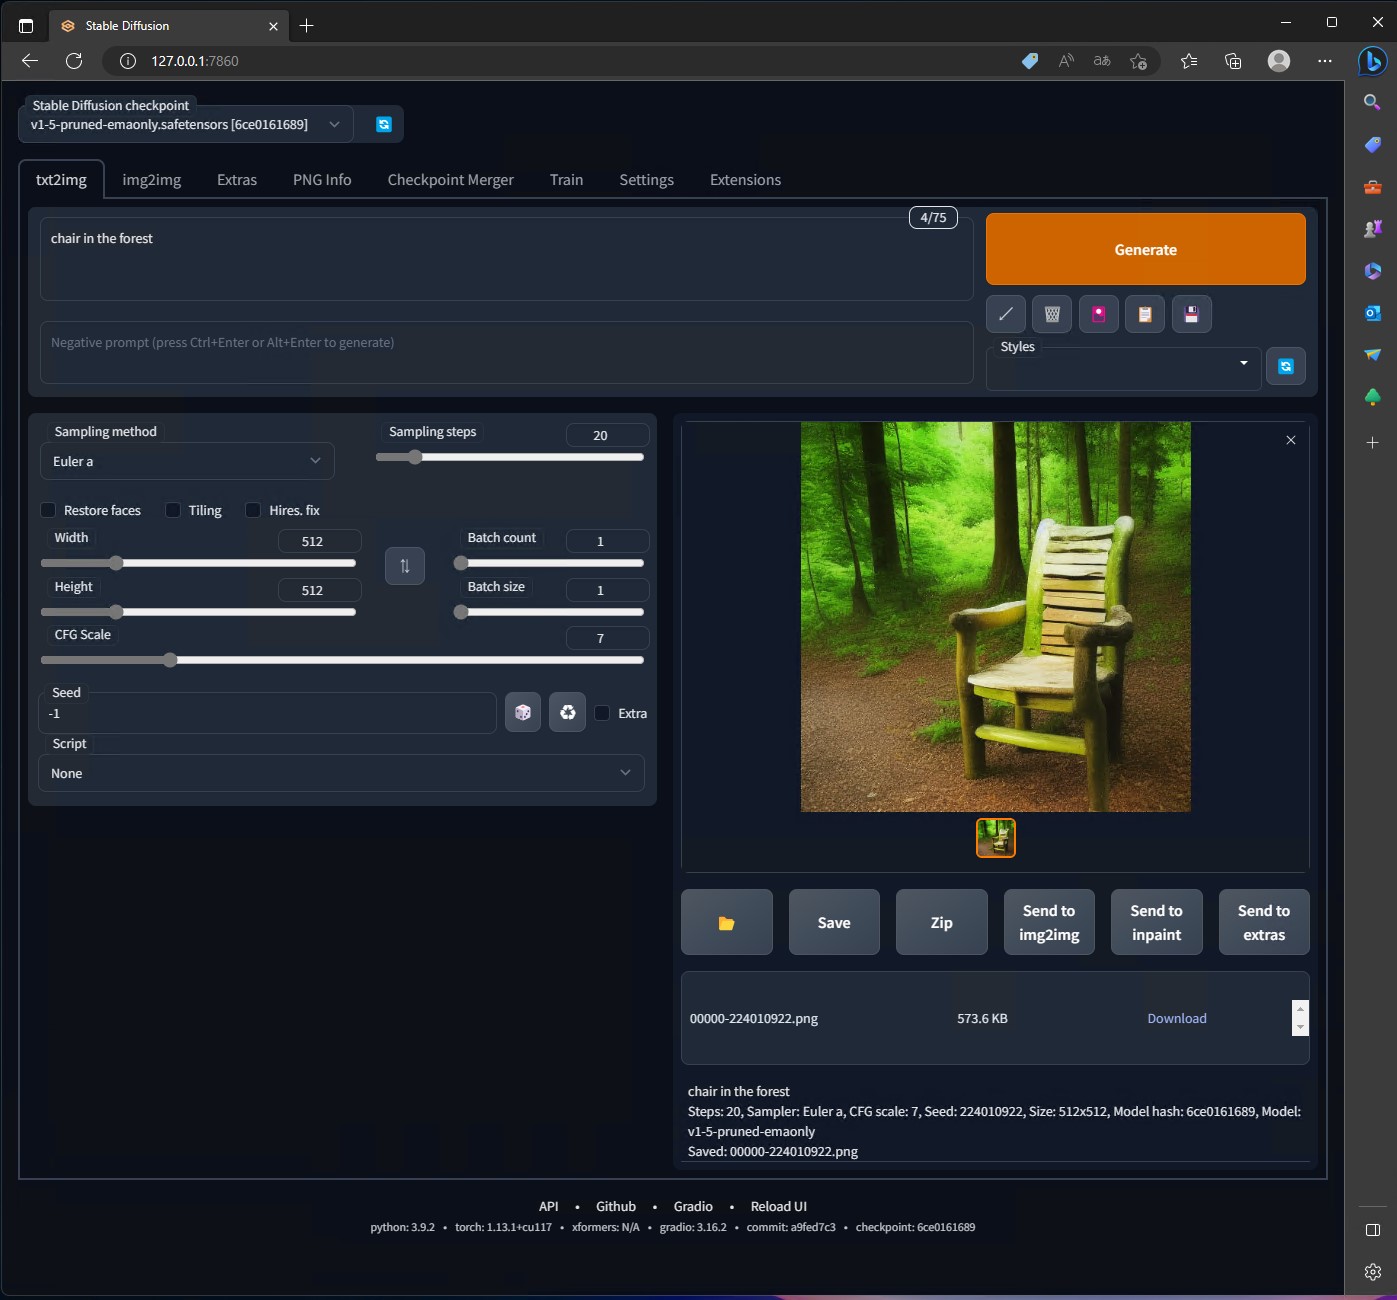 Stable Diffusion
127.0.0.1:7860
Stable Diffusion checkpoint
v1-5-pruned-emaonly.safetensors [6ce0161689]
txt2img img2img Extras PNG Info Checkpoint Merger Train Settings Extensions
4/75
chair in the forest
Generate
Negative prompt (press Ctrl+Enter or Alt+Enter to generate)
Styles
Sampling method
Euler a
Sampling steps
20
Restore faces Tiling Hires. fix
Width
512
Batch count
1
Height
512
Batch size
1
CFG Scale
7
Seed
-1
Extra
Script
None
Save
Zip
Send to
img2img
Send to
inpaint
Send to
extras
00000-224010922.png 573.6 KB Download
chair in the forest
Steps: 20, Sampler: Euler a, CFG scale: 7, Seed: 224010922, Size: 512x512, Model hash: 6ce0161689, Model:
v1-5-pruned-emaonly
Saved: 00000-224010922.png
API • Github • Gradio • Reload UI
python: 3.9.2 • torch: 1.13.1+cu117 • xformers: N/A • gradio: 3.16.2 • commit: a9fed7c3 • checkpoint: 6ce0161689